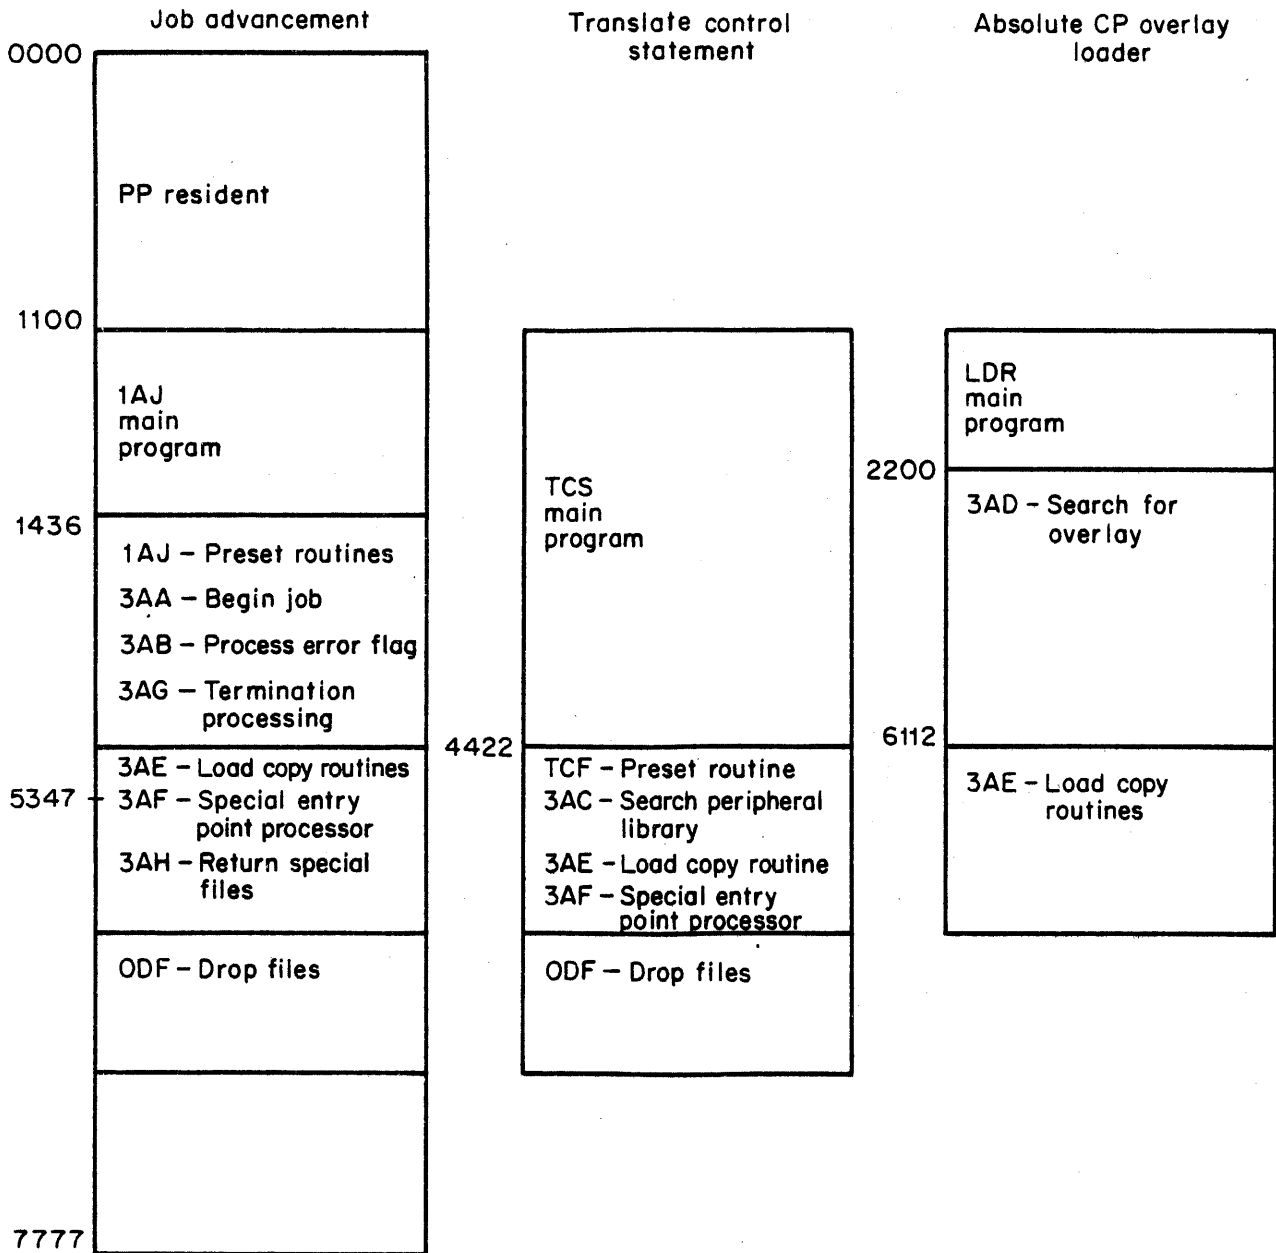 Job advancement
0000
PP resident
1100
1AJ
main
program
1436
1AJ – Preset routines
3AA – Begin job
3AB – Process error flag
3AG – Termination
processing
3AE – Load copy routines
5347
3AF – Special entry
point processor
3AH – Return special
files
ODF – Drop files
7777
Translate control
statement
TCS
main
program
4422
TCF – Preset routine
3AC – Search peripheral
library
3AE – Load copy routine
3AF – Special entry
point processor
ODF – Drop files
Absolute CP overlay
loader
LDR
main
program
2200
3AD – Search for
overlay
6112
3AE – Load copy
routines